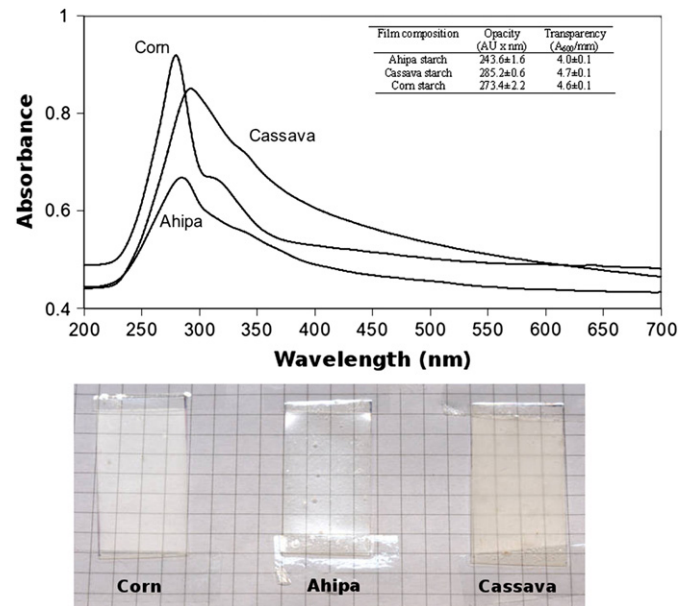 1
0.8
0.6
0.4
Absorbance
Corn
Cassava
Ahipa
Film composition Opacity Transparency
(AU x nm) (A600/mm)
Ahipa starch 243.6±1.6 4.0±0.1
Cassava starch 285.2±0.6 4.7±0.1
Corn starch 273.4±2.2 4.6±0.1
200 250 300 350 400 450 500 550 600 650 700
Wavelength (nm)
Corn Ahipa Cassava